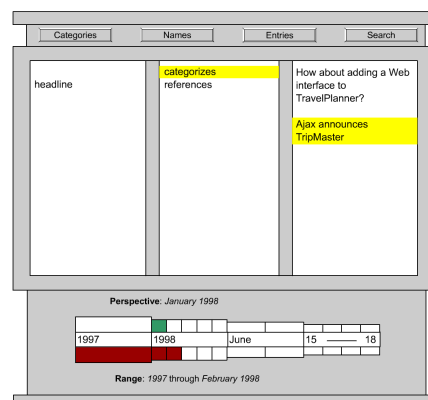 Categories Names Entries Search
headline
categorizes
references
How about adding a Web
interface to
TravelPlanner?
Ajax announces
TripMaster
Perspective: January 1998
1997 1998 June 15 — 18
Range: 1997 through February 1998